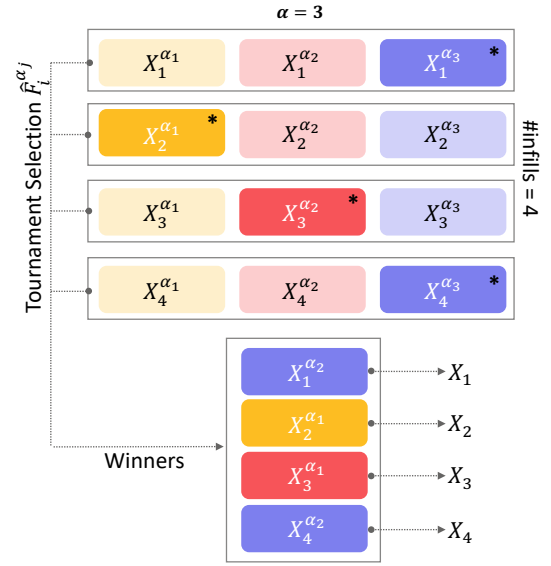 α = 3
Tournament Selection F̂_i^{α_j}
#infills = 4
X_1^{α_1} X_1^{α_2} X_1^{α_3} *
X_2^{α_1} * X_2^{α_2} X_2^{α_3}
X_3^{α_1} X_3^{α_2} * X_3^{α_3}
X_4^{α_1} X_4^{α_2} X_4^{α_3} *
Winners
X_1^{α_2} X_1
X_2^{α_1} X_2
X_3^{α_1} X_3
X_4^{α_2} X_4